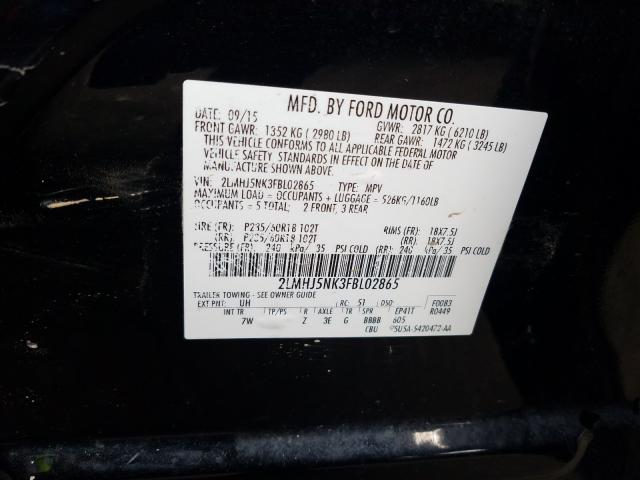 MFD. BY FORD MOTOR CO.
DATE: 09/15 GVWR: 2817 KG ( 6210 LB)
FRONT GAWR: 1352 KG ( 2980 LB) REAR GAWR: 1472 KG ( 3245 LB)
THIS VEHICLE CONFORMS TO ALL APPLICABLE FEDERAL MOTOR
VEHICLE SAFETY STANDARDS IN EFFECT ON THE DATE OF
MANUFACTURE SHOWN ABOVE.
VIN: 2LMHJ5NK3FBL02865 TYPE: MPV
MAXIMUM LOAD = OCCUPANTS + LUGGAGE = 526KG/1160LB
OCCUPANTS = 5 TOTAL: 2 FRONT, 3 REAR
TIRE (FR): P235/60R18 102T RIMS (FR): 18X7.5J
(RR): P235/60R18 102T (RR): 18X7.5J
PRESSURE (FR): 240 kPa/ 35 PSI COLD (RR): 240 kPa/ 35 PSI COLD
2LMHJ5NK3FBL02865
TRAILER TOWING - SEE OWNER GUIDE F0083
EXT PNT: UH RC: 51 DSO: R0449
INT TR TP/PS R AXLE TR SPR EP41T
7W Z 3E G BBBB 605
CBU 5420472-AA